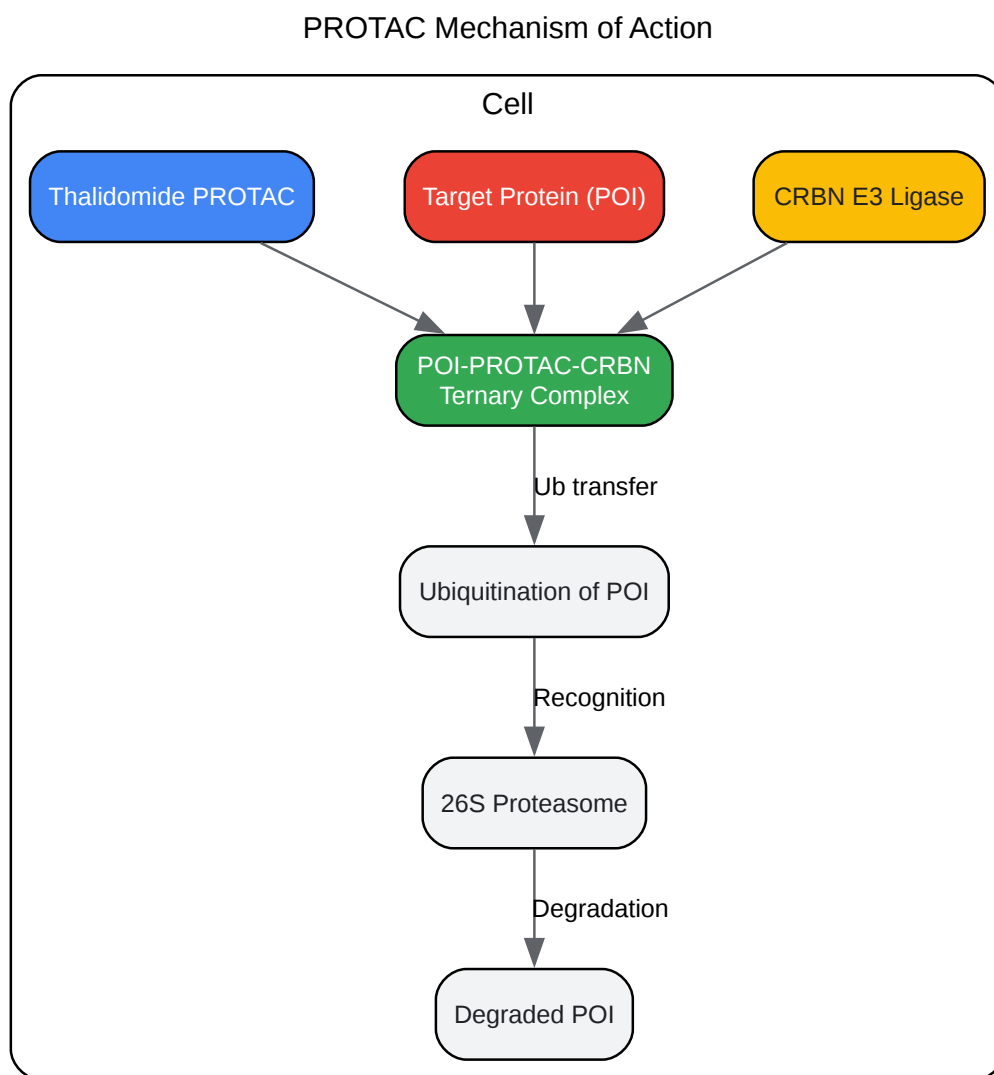 PROTAC Mechanism of Action
Cell
Thalidomide PROTAC
Target Protein (POI)
CRBN E3 Ligase
POI-PROTAC-CRBN
Ternary Complex
Ub transfer
Ubiquitination of POI
Recognition
26S Proteasome
Degradation
Degraded POI